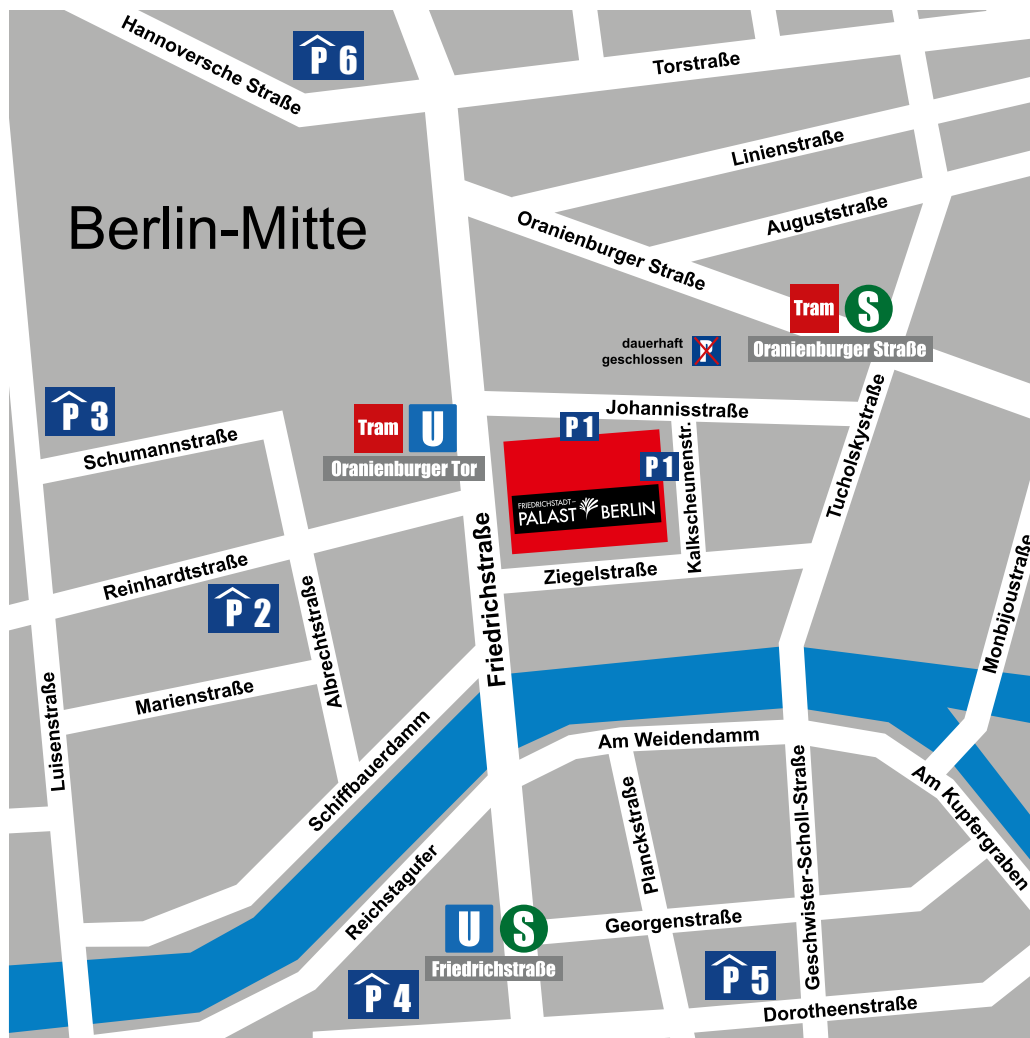 Hannoversche Straße
P 6
Torstraße
Linienstraße
Berlin-Mitte
Oranienburger Straße
Auguststraße
Tram S
Oranienburger Straße
dauerhaft
geschlossen
P
P 3
Schumannstraße
Tram U
Oranienburger Tor
Johannisstraße
P 1
P 1
Kalkscheunenstr.
Tucholskystraße
FRIEDRICHSTADT-
PALAST BERLIN
Friedrichstraße
Reinhardtstraße
Ziegelstraße
P 2
Albrechtstraße
Monbijoustraße
Marienstraße
Luisenstraße
Schiffbauerdamm
Am Weidendamm
Am Kupfergraben
Planckstraße
Geschwister-Scholl-Straße
Reichstagufer
Georgenstraße
U S
Friedrichstraße
P 4
P 5
Dorotheenstraße